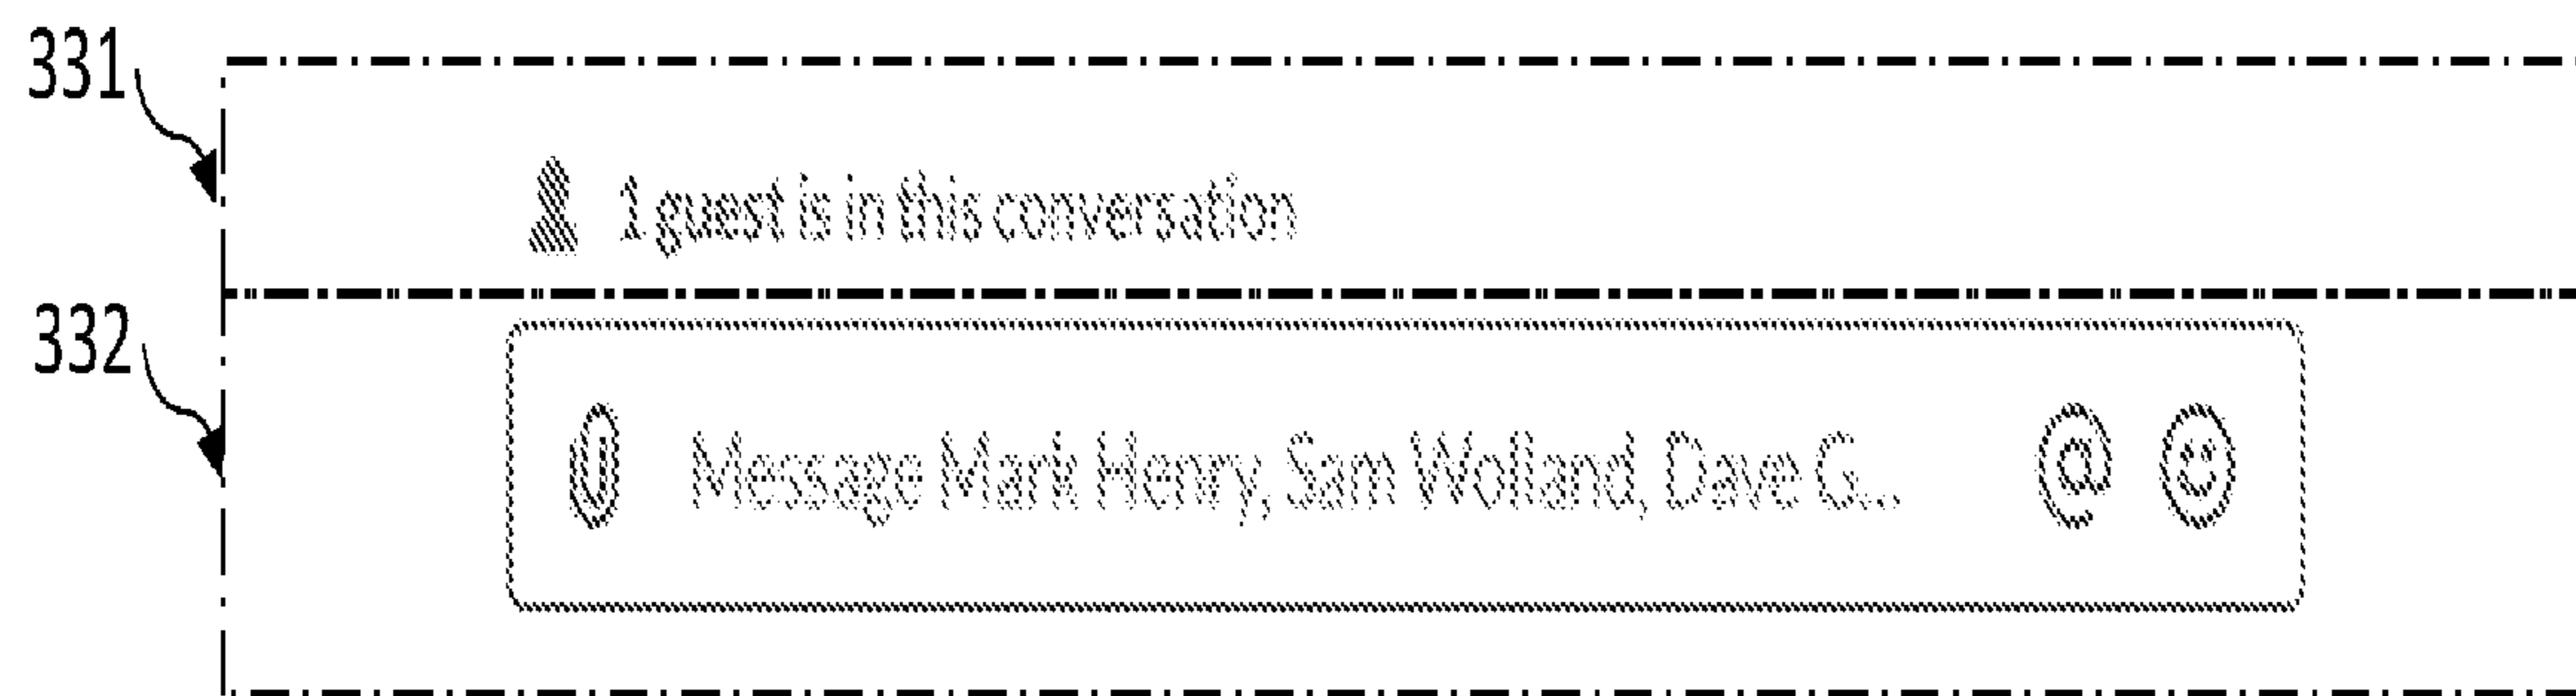 331
1 guest is in this conversation
332
Message Mark Henry, Sam Wolland, Dave G... @